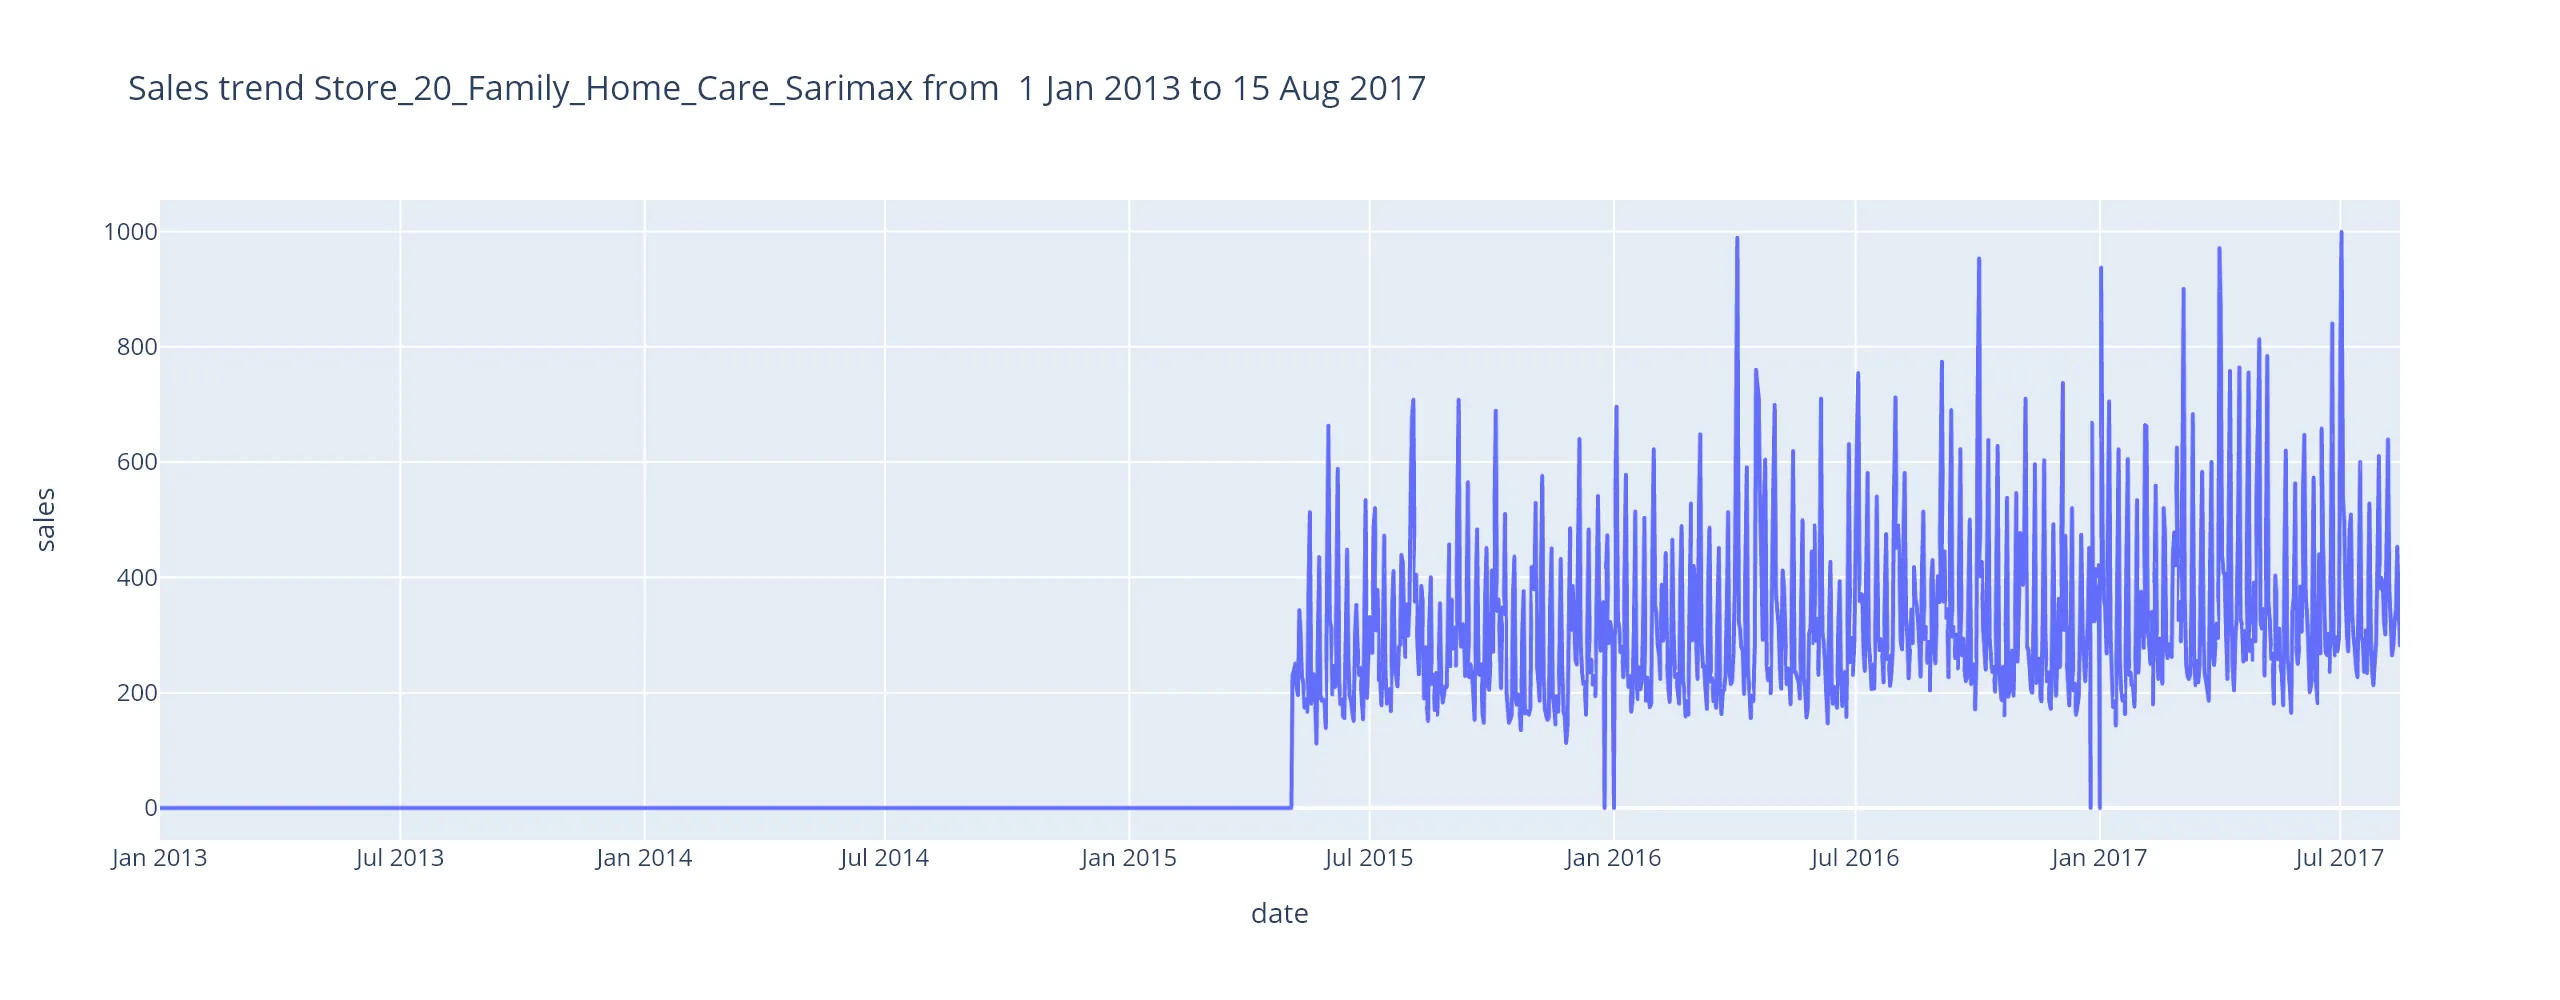 Sales trend Store_20_Family_Home_Care_Sarimax from  1 Jan 2013 to 15 Aug 2017
1000
800
600
400
200
0
sales
Jan 2013 Jul 2013 Jan 2014 Jul 2014 Jan 2015 Jul 2015 Jan 2016 Jul 2016 Jan 2017 Jul 2017
date